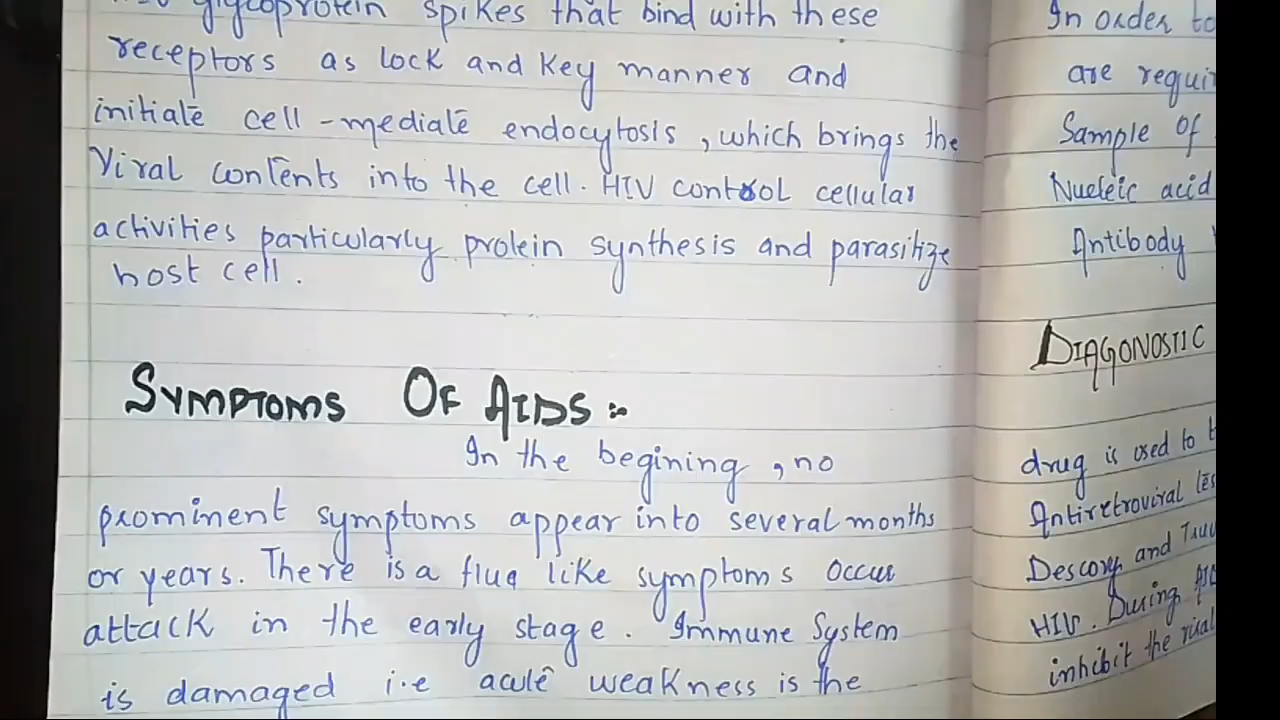 glycoprotein spikes that bind with these
receptors as lock and key manner and
initiate cell-mediate endocytosis, which brings the
Viral contents into the cell. HIV control cellular
activities particularly protein synthesis and parasitize
host cell.
SYMPTOMS OF AIDS:-
In the begining, no
prominent symptoms appear into several months
or years. There is a flua like symptoms occur
attack in the early stage. Immune System
is damaged i.e acute weakness is the
In order to
are requi
Sample of
Nucleic acid
Antibody
DIAGONOSTIC
drug is used to t
Antiretroviral tes
Descovy and Tru
HIV. During
inhibit the viral